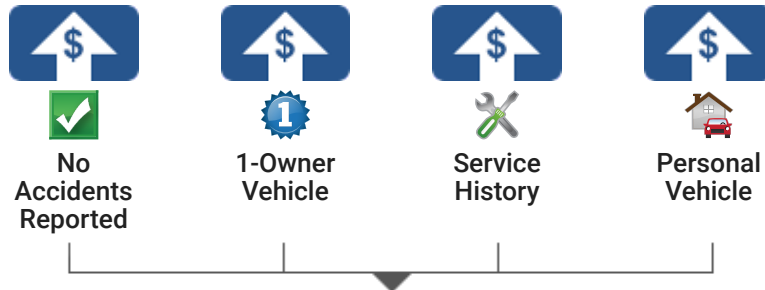 $ $ $ $
1
No
Accidents
Reported
1-Owner
Vehicle
Service
History
Personal
Vehicle